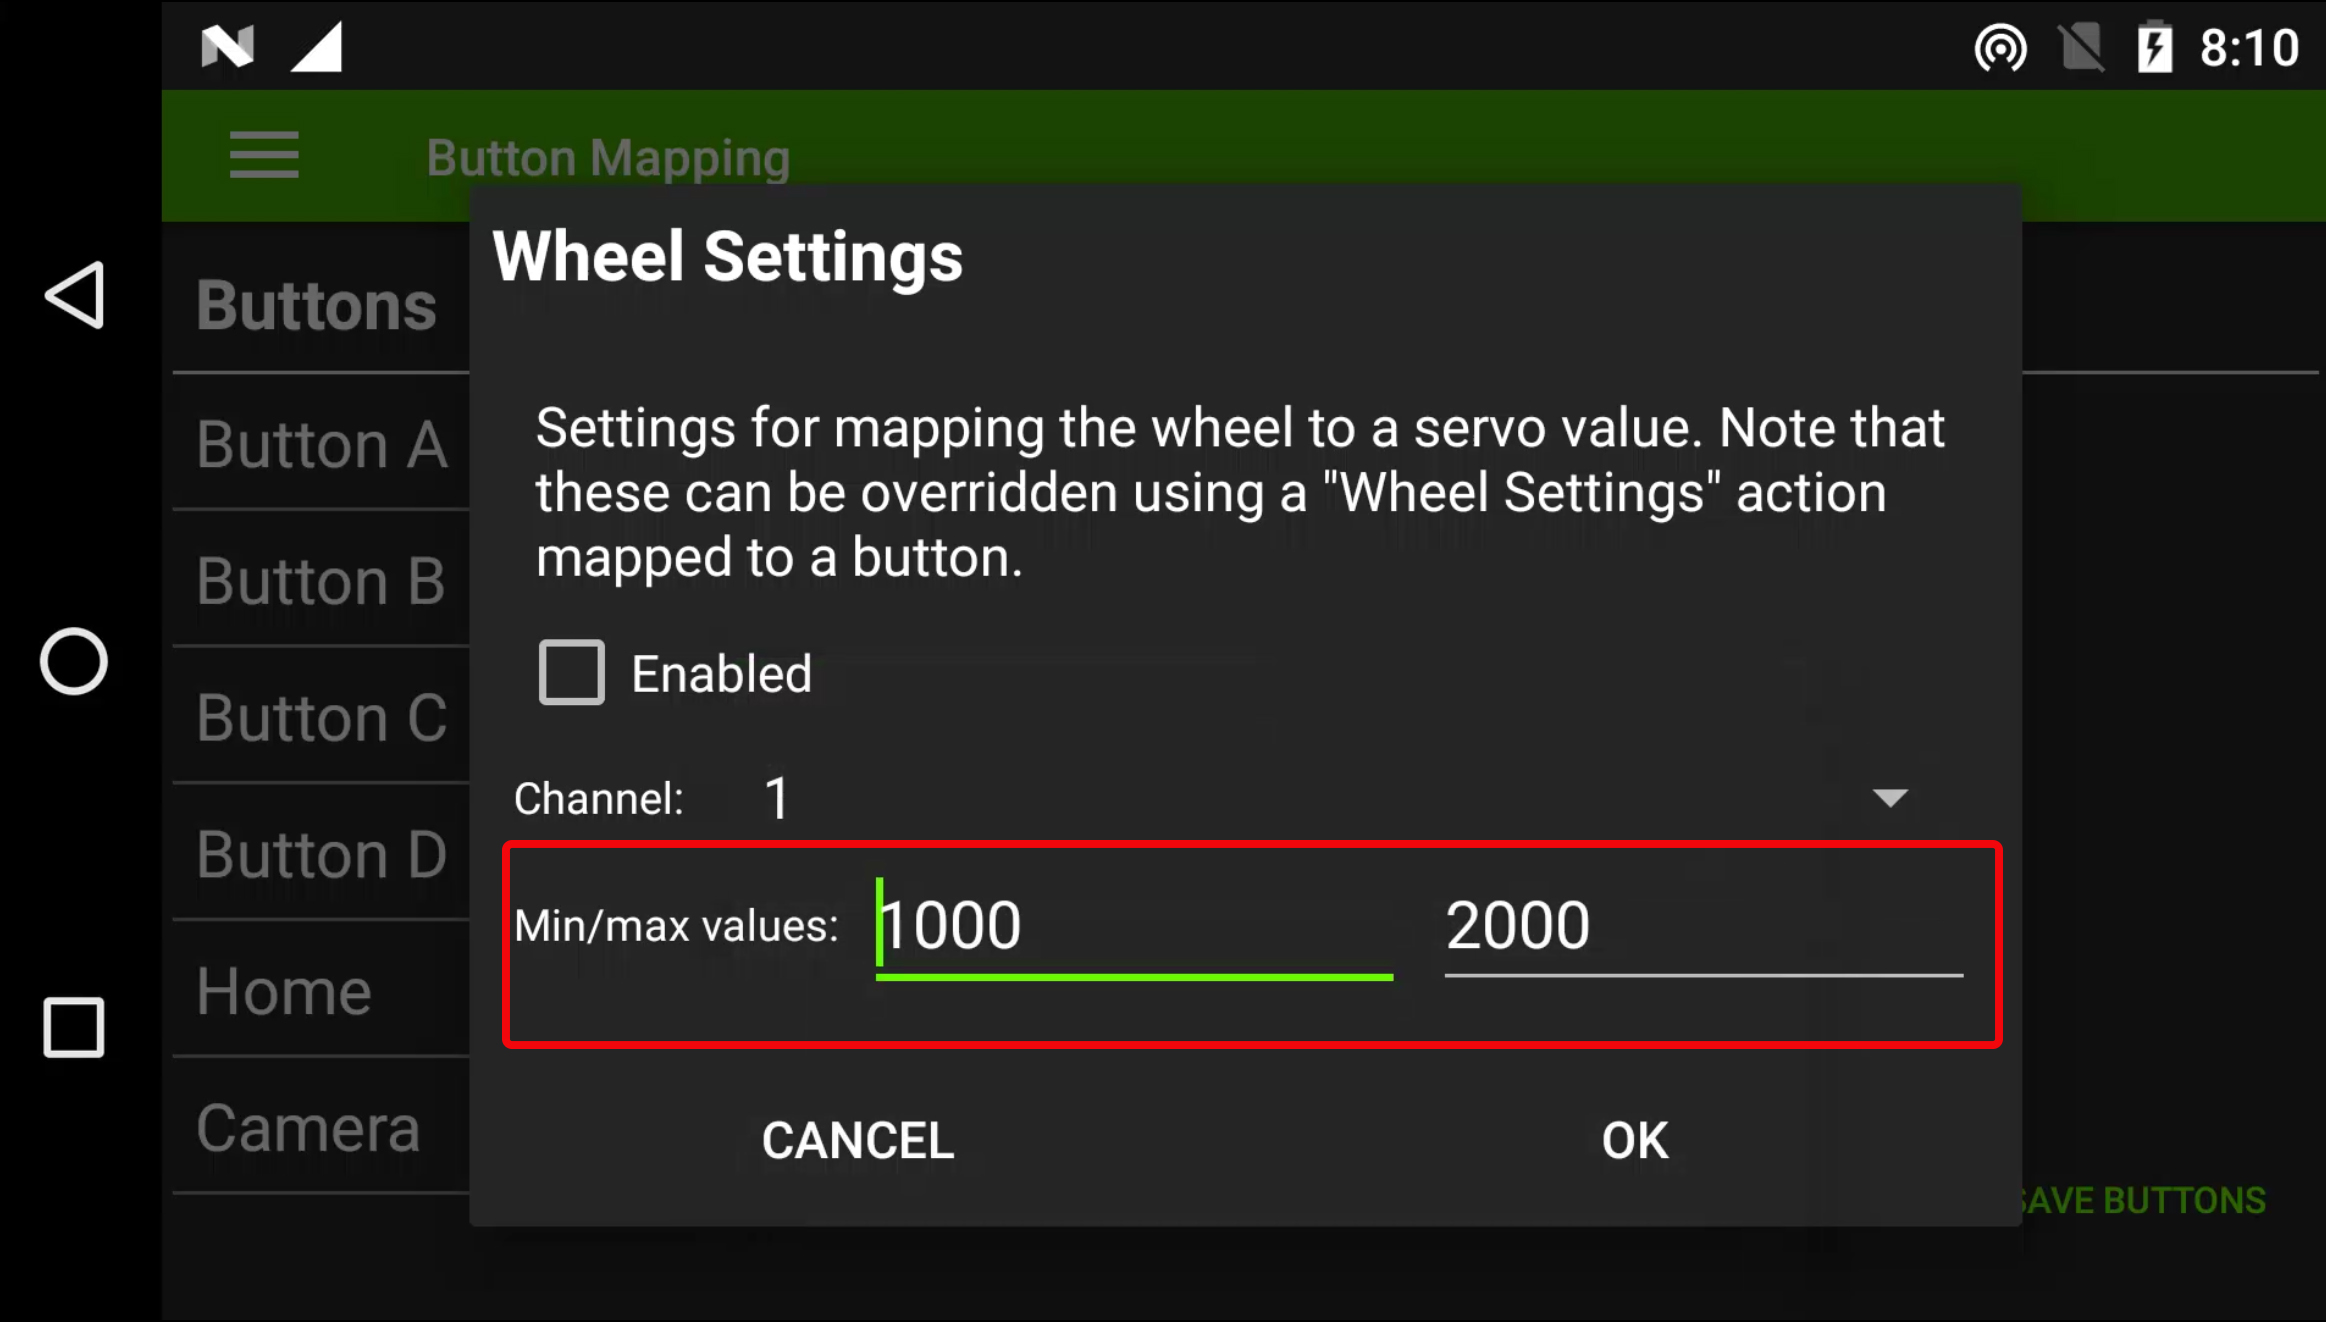 8:10
Button Mapping
Wheel Settings
Buttons
Settings for mapping the wheel to a servo value. Note that
these can be overridden using a "Wheel Settings" action
mapped to a button.
Button A
Button B
Enabled
Button C
Channel: 1
Button D
Min/max values: 1000 2000
Home
Camera
CANCEL OK
SAVE BUTTONS